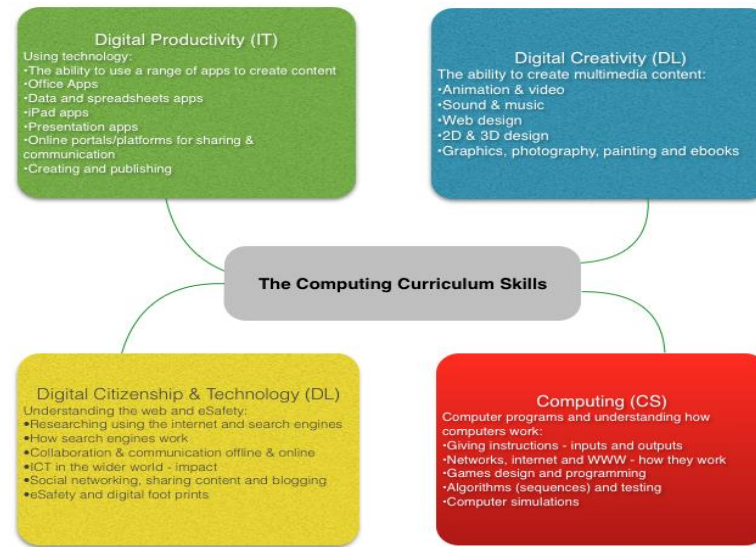 Digital Productivity (IT)
Using technology:
•The ability to use a range of apps to create content
•Office Apps
•Data and spreadsheets apps
•iPad apps
•Presentation apps
•Online portals/platforms for sharing &
communication
•Creating and publishing
Digital Creativity (DL)
The ability to create multimedia content:
•Animation & video
•Sound & music
•Web design
•2D & 3D design
•Graphics, photography, painting and ebooks
The Computing Curriculum Skills
Digital Citizenship & Technology (DL)
Understanding the web and eSafety:
•Researching using the internet and search engines
•How search engines work
•Collaboration & communication offline & online
•ICT in the wider world - impact
•Social networking, sharing content and blogging
•eSafety and digital foot prints
Computing (CS)
Computer programs and understanding how
computers work:
•Giving instructions - inputs and outputs
•Networks, internet and WWW - how they work
•Games design and programming
•Algorithms (sequences) and testing
•Computer simulations